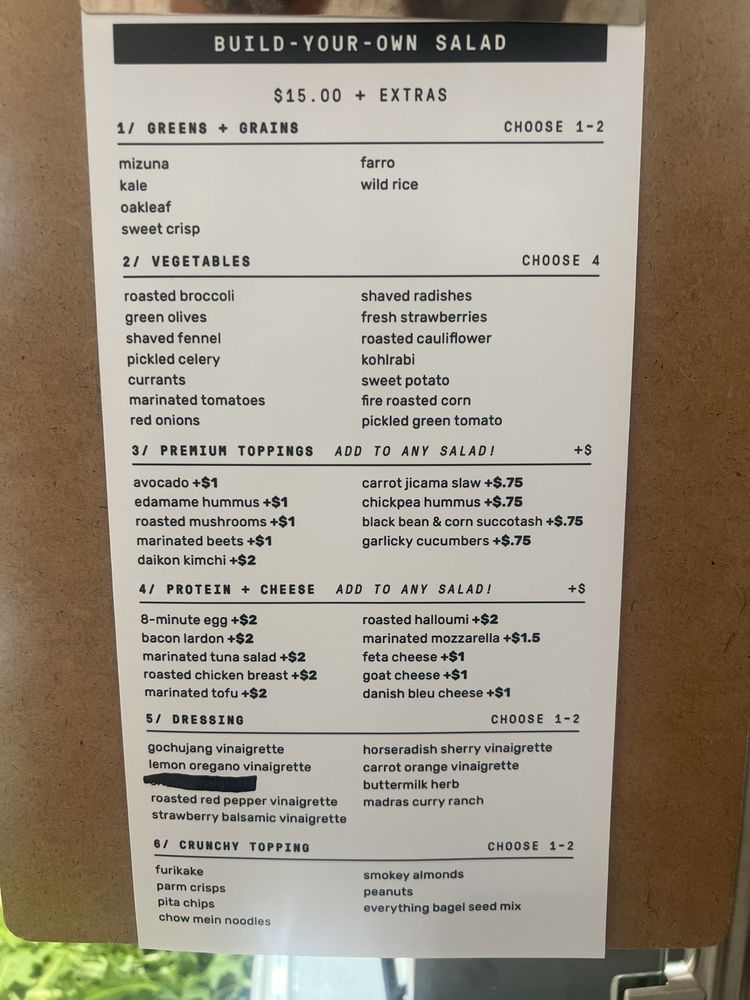 BUILD-YOUR-OWN SALAD
$15.00 + EXTRAS
1/ GREENS + GRAINS CHOOSE 1-2
mizuna farro
kale wild rice
oakleaf
sweet crisp
2/ VEGETABLES CHOOSE 4
roasted broccoli shaved radishes
green olives fresh strawberries
shaved fennel roasted cauliflower
pickled celery kohlrabi
currants sweet potato
marinated tomatoes fire roasted corn
red onions pickled green tomato
3/ PREMIUM TOPPINGS ADD TO ANY SALAD! +$
avocado +$1 carrot jicama slaw +$.75
edamame hummus +$1 chickpea hummus +$.75
roasted mushrooms +$1 black bean & corn succotash +$.75
marinated beets +$1 garlicky cucumbers +$.75
daikon kimchi +$2
4/ PROTEIN + CHEESE ADD TO ANY SALAD! +$
8-minute egg +$2 roasted halloumi +$2
bacon lardon +$2 marinated mozzarella +$1.5
marinated tuna salad +$2 feta cheese +$1
roasted chicken breast +$2 goat cheese +$1
marinated tofu +$2 danish bleu cheese +$1
5/ DRESSING CHOOSE 1-2
gochujang vinaigrette horseradish sherry vinaigrette
lemon oregano vinaigrette carrot orange vinaigrette
buttermilk herb
roasted red pepper vinaigrette madras curry ranch
strawberry balsamic vinaigrette
6/ CRUNCHY TOPPING CHOOSE 1-2
furikake smokey almonds
parm crisps peanuts
pita chips everything bagel seed mix
chow mein noodles